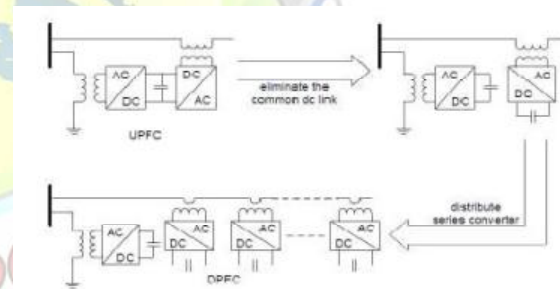 AC
DC
DC
AC
UPFC
eliminate the
common dc link
AC
DC
AC
DC
distribute
series converter
AC
DC
AC
DC
AC
DC
AC
DC
DPFC